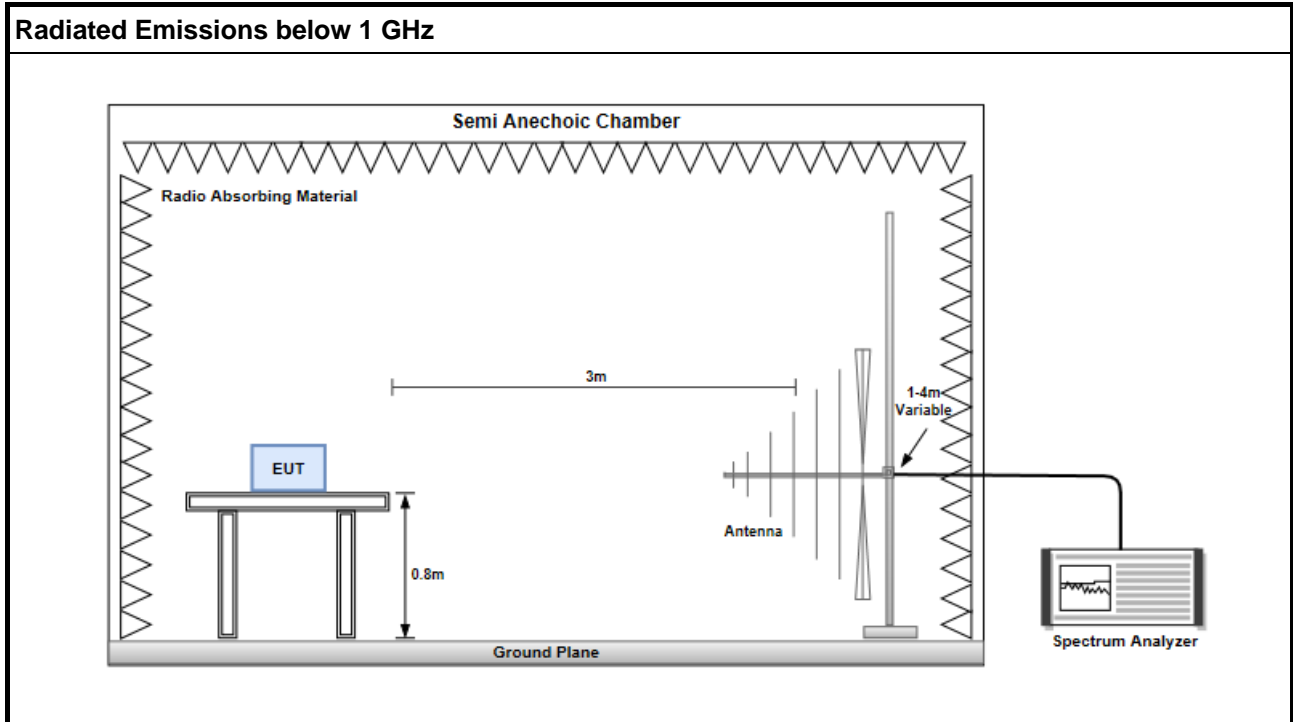 Radiated Emissions below 1 GHz
Semi Anechoic Chamber
Radio Absorbing Material
3m
1-4m
Variable
EUT
Antenna
0.8m
Ground Plane
Spectrum Analyzer